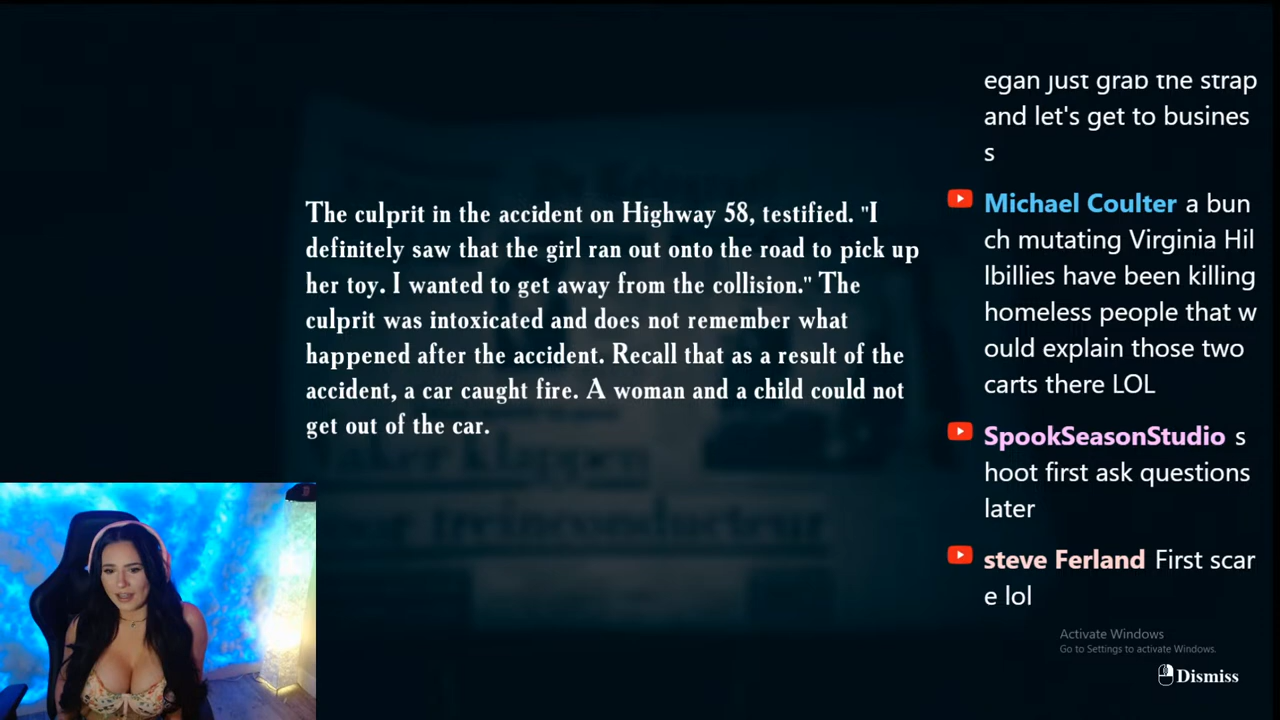 The culprit in the accident on Highway 58, testified. "I
definitely saw that the girl ran out onto the road to pick up
her toy. I wanted to get away from the collision." The
culprit was intoxicated and does not remember what
happened after the accident. Recall that as a result of the
accident, a car caught fire. A woman and a child could not
get out of the car.
klappen
treinconducteur
egan just grab the strap
and let's get to busines
s
Michael Coulter a bun
ch mutating Virginia Hil
lbillies have been killing
homeless people that w
ould explain those two
carts there LOL
SpookSeasonStudio s
hoot first ask questions
later
steve Ferland First scar
e lol
Activate Windows
Go to Settings to activate Windows.
Dismiss